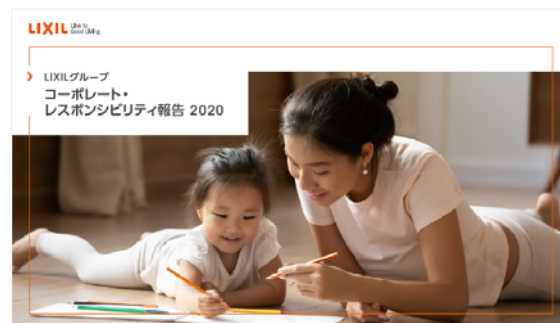 LIXIL Link to
Good Living
LIXILグループ
コーポレート・
レスポンシビリティ報告 2020